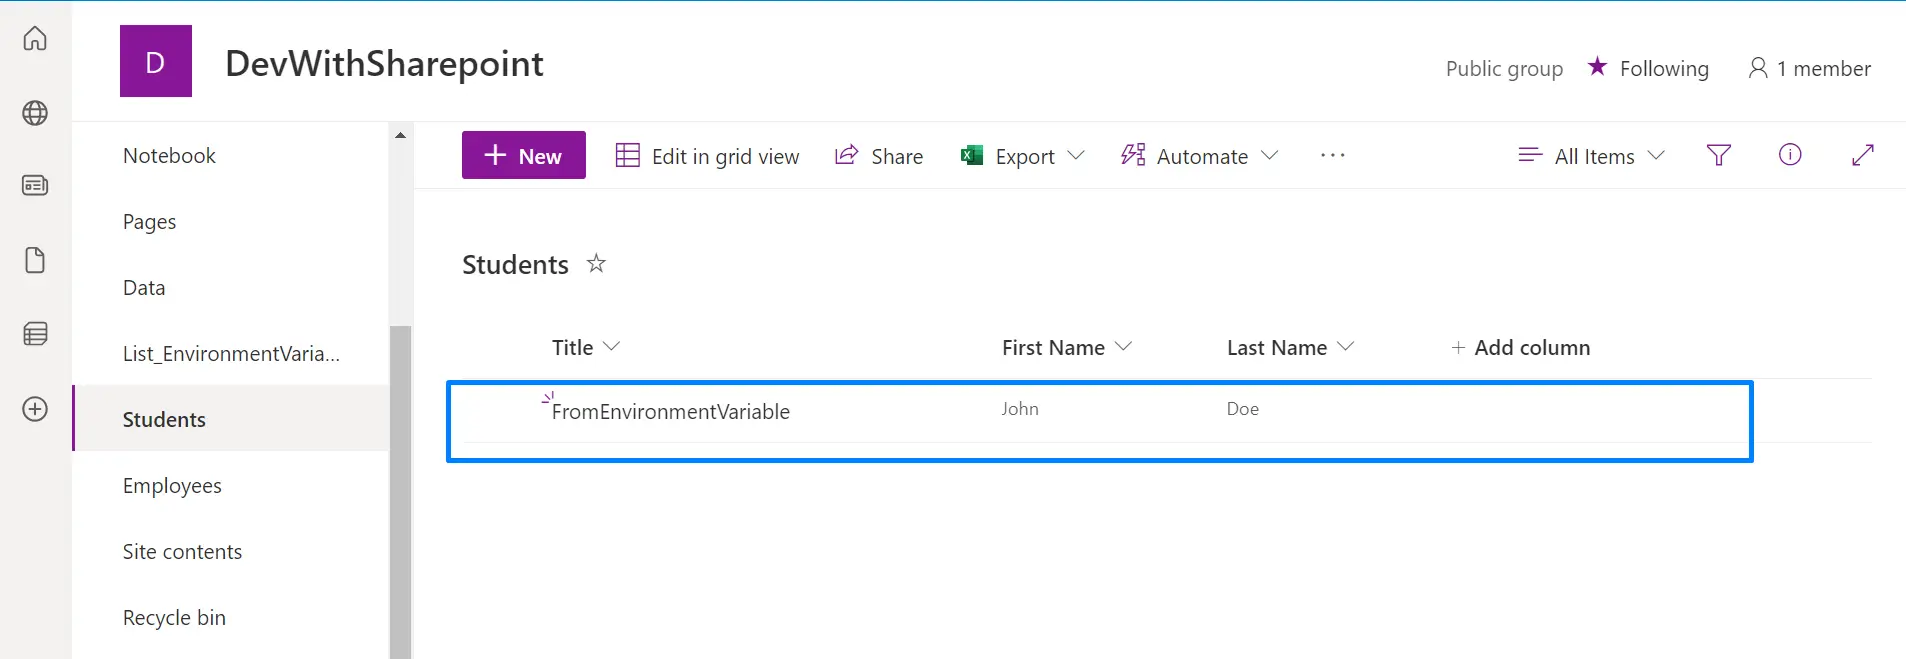 D
DevWithSharepoint
Public group
Following
1 member
Notebook
Pages
Data
List_EnvironmentVaria...
Students
Employees
Site contents
Recycle bin
+ New
Edit in grid view
Share
Export
Automate
...
All Items
Students
Title
First Name
Last Name
+ Add column
FromEnvironmentVariable
John
Doe